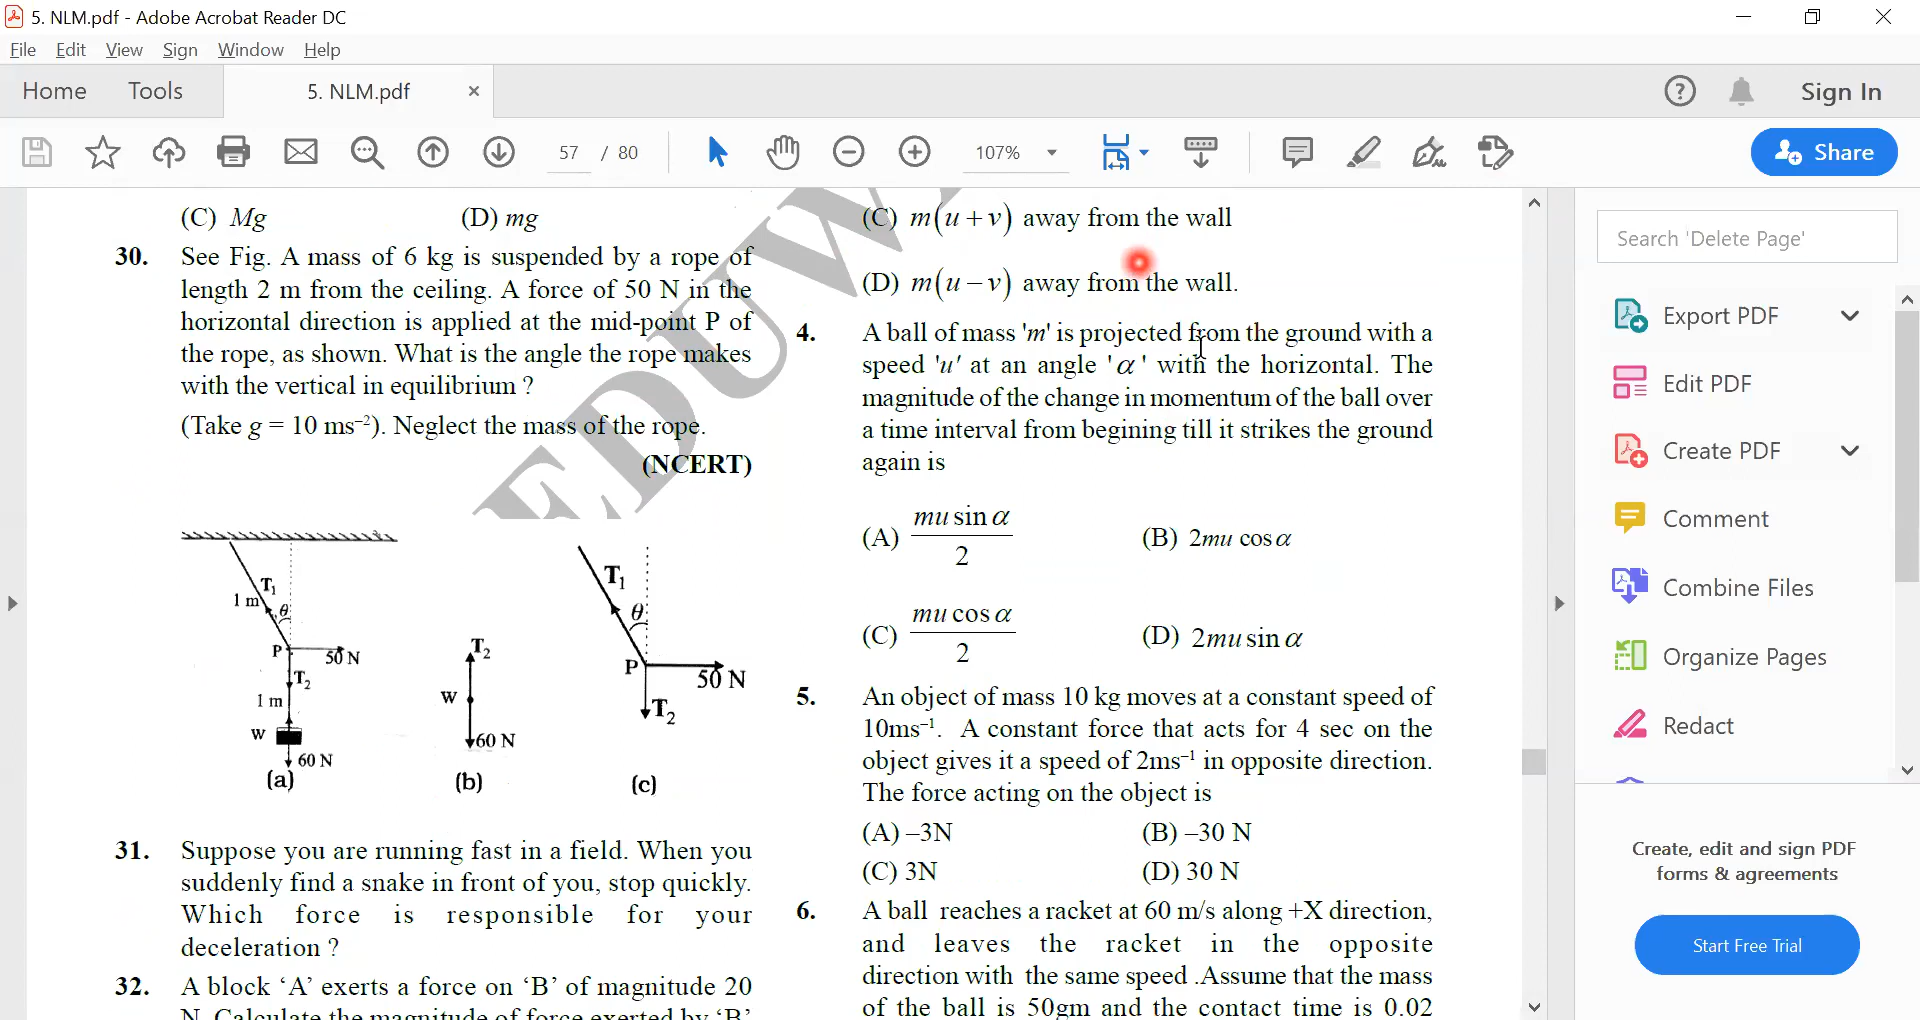 5. NLM.pdf - Adobe Acrobat Reader DC
File Edit View Sign Window Help
Home Tools 5. NLM.pdf × Sign In
57 / 80 107% Share
(C) Mg (D) mg
30. See Fig. A mass of 6 kg is suspended by a rope of
length 2 m from the ceiling. A force of 50 N in the
horizontal direction is applied at the mid-point P of
the rope, as shown. What is the angle the rope makes
with the vertical in equilibrium ?
(Take g = 10 ms⁻²). Neglect the mass of the rope.
(NCERT)
T₁
1 m
θ
P
50 N
T₂
1 m
W
60 N
(a)
T₂
W
60 N
(b)
T₁
θ
P
50 N
T₂
(c)
31. Suppose you are running fast in a field. When you
suddenly find a snake in front of you, stop quickly.
Which force is responsible for your
deceleration ?
32. A block ‘A’ exerts a force on ‘B’ of magnitude 20
N. Calculate the magnitude of force exerted by ‘B’
EDUW
(C) m(u+v) away from the wall
(D) m(u−v) away from the wall.
4. A ball of mass 'm' is projected from the ground with a
speed 'u' at an angle 'α' with the horizontal. The
magnitude of the change in momentum of the ball over
a time interval from begining till it strikes the ground
again is
(A) mu sin α / 2 (B) 2mu cos α
(C) mu cos α / 2 (D) 2mu sin α
5. An object of mass 10 kg moves at a constant speed of
10ms⁻¹. A constant force that acts for 4 sec on the
object gives it a speed of 2ms⁻¹ in opposite direction.
The force acting on the object is
(A) –3N (B) –30 N
(C) 3N (D) 30 N
6. A ball reaches a racket at 60 m/s along +X direction,
and leaves the racket in the opposite
direction with the same speed .Assume that the mass
of the ball is 50gm and the contact time is 0.02
Search 'Delete Page'
Export PDF
Edit PDF
Create PDF
Comment
Combine Files
Organize Pages
Redact
Create, edit and sign PDF
forms & agreements
Start Free Trial